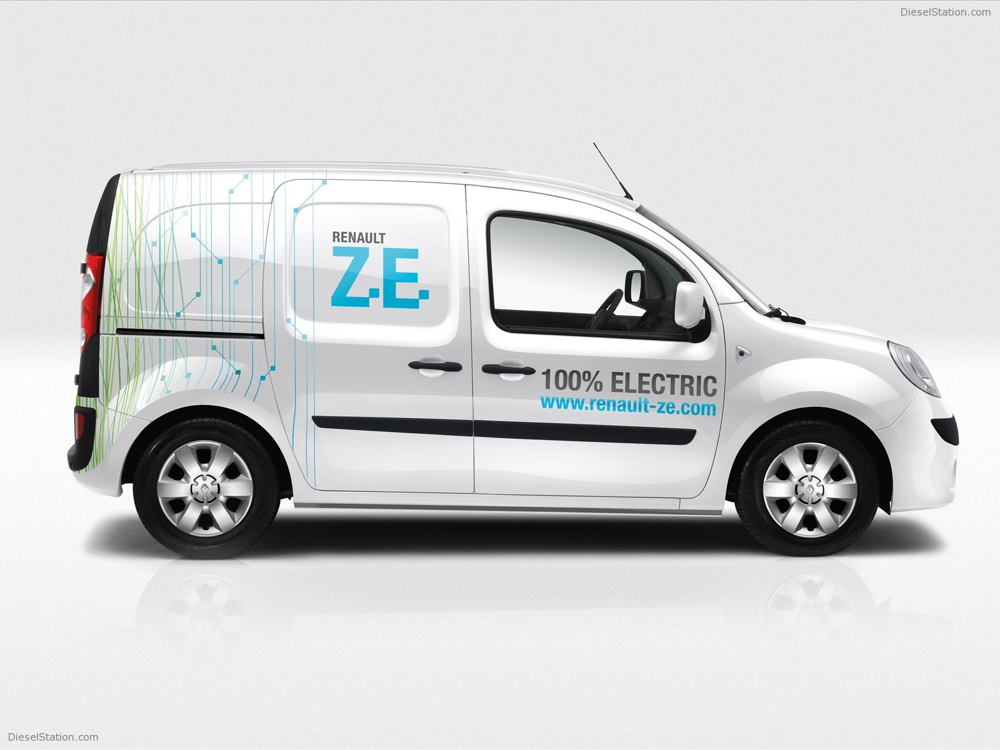 DieselStation.com
RENAULT
Z.E.
100% ELECTRIC
www.renault-ze.com
DieselStation.com